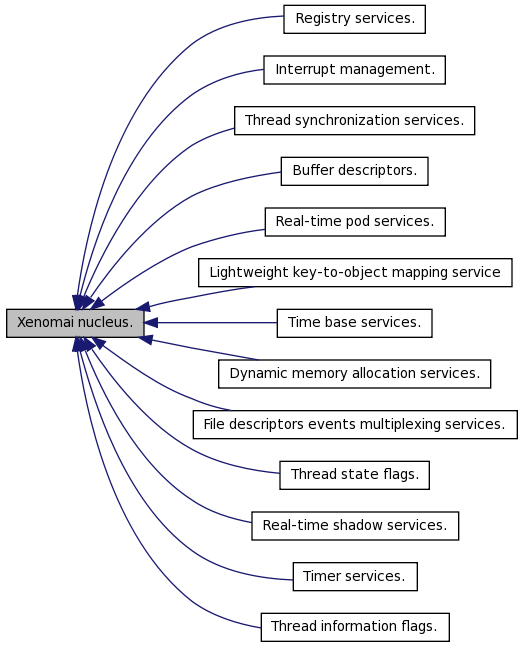 Registry services.
Interrupt management.
Thread synchronization services.
Buffer descriptors.
Real-time pod services.
Lightweight key-to-object mapping service
Xenomai nucleus.
Time base services.
Dynamic memory allocation services.
File descriptors events multiplexing services.
Thread state flags.
Real-time shadow services.
Timer services.
Thread information flags.